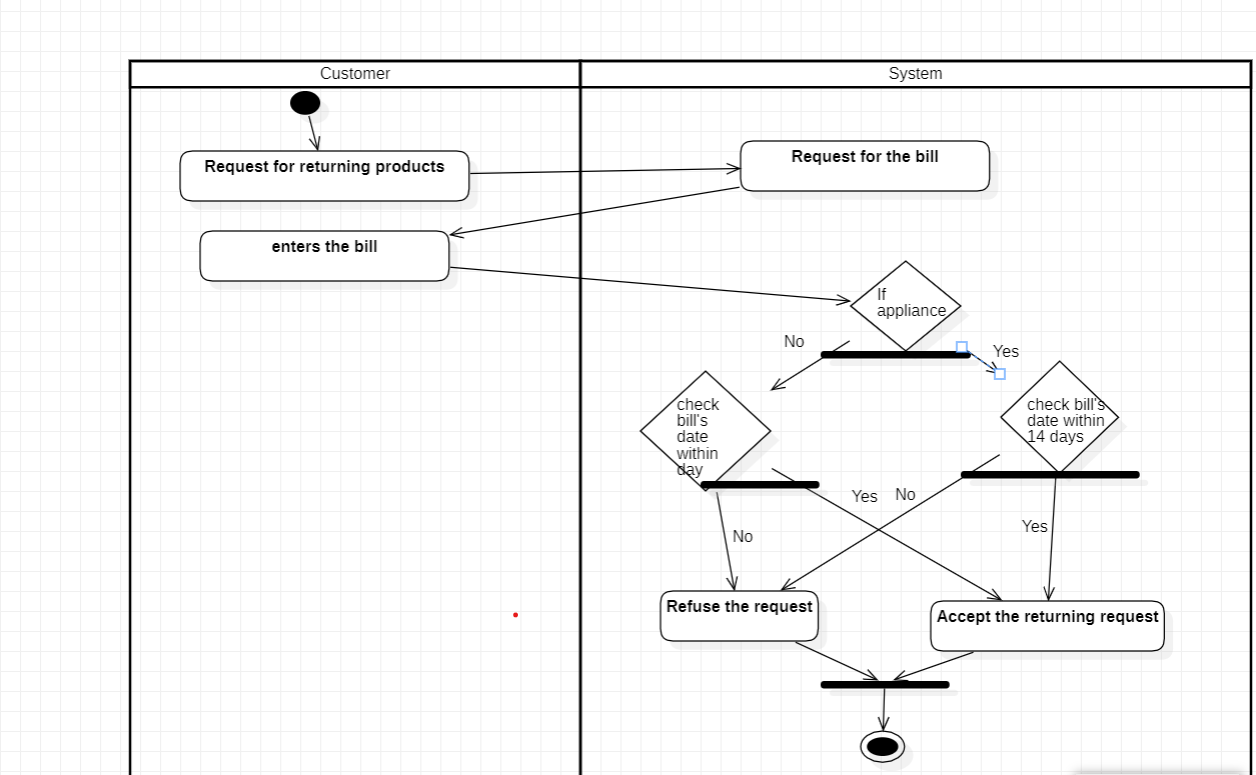 Customer
System
Request for returning products
Request for the bill
enters the bill
If
appliance
No
Yes
check
bill's
date
within
day
check bill's
date within
14 days
Yes
No
No
Yes
Refuse the request
Accept the returning request